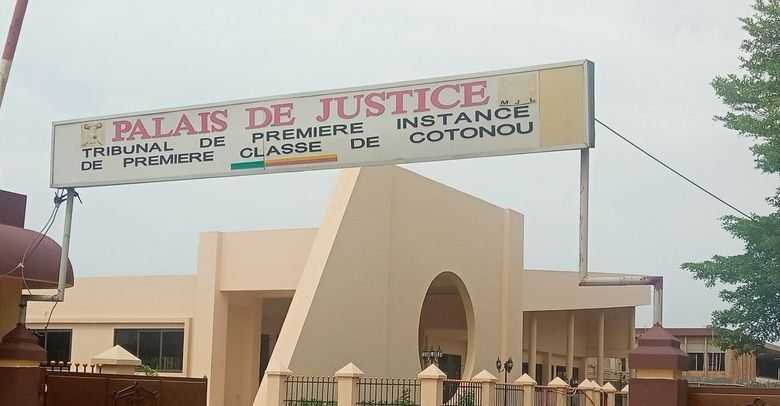 PALAIS DE JUSTICE
M J L
TRIBUNAL DE PREMIERE INSTANCE
DE PREMIERE CLASSE DE COTONOU